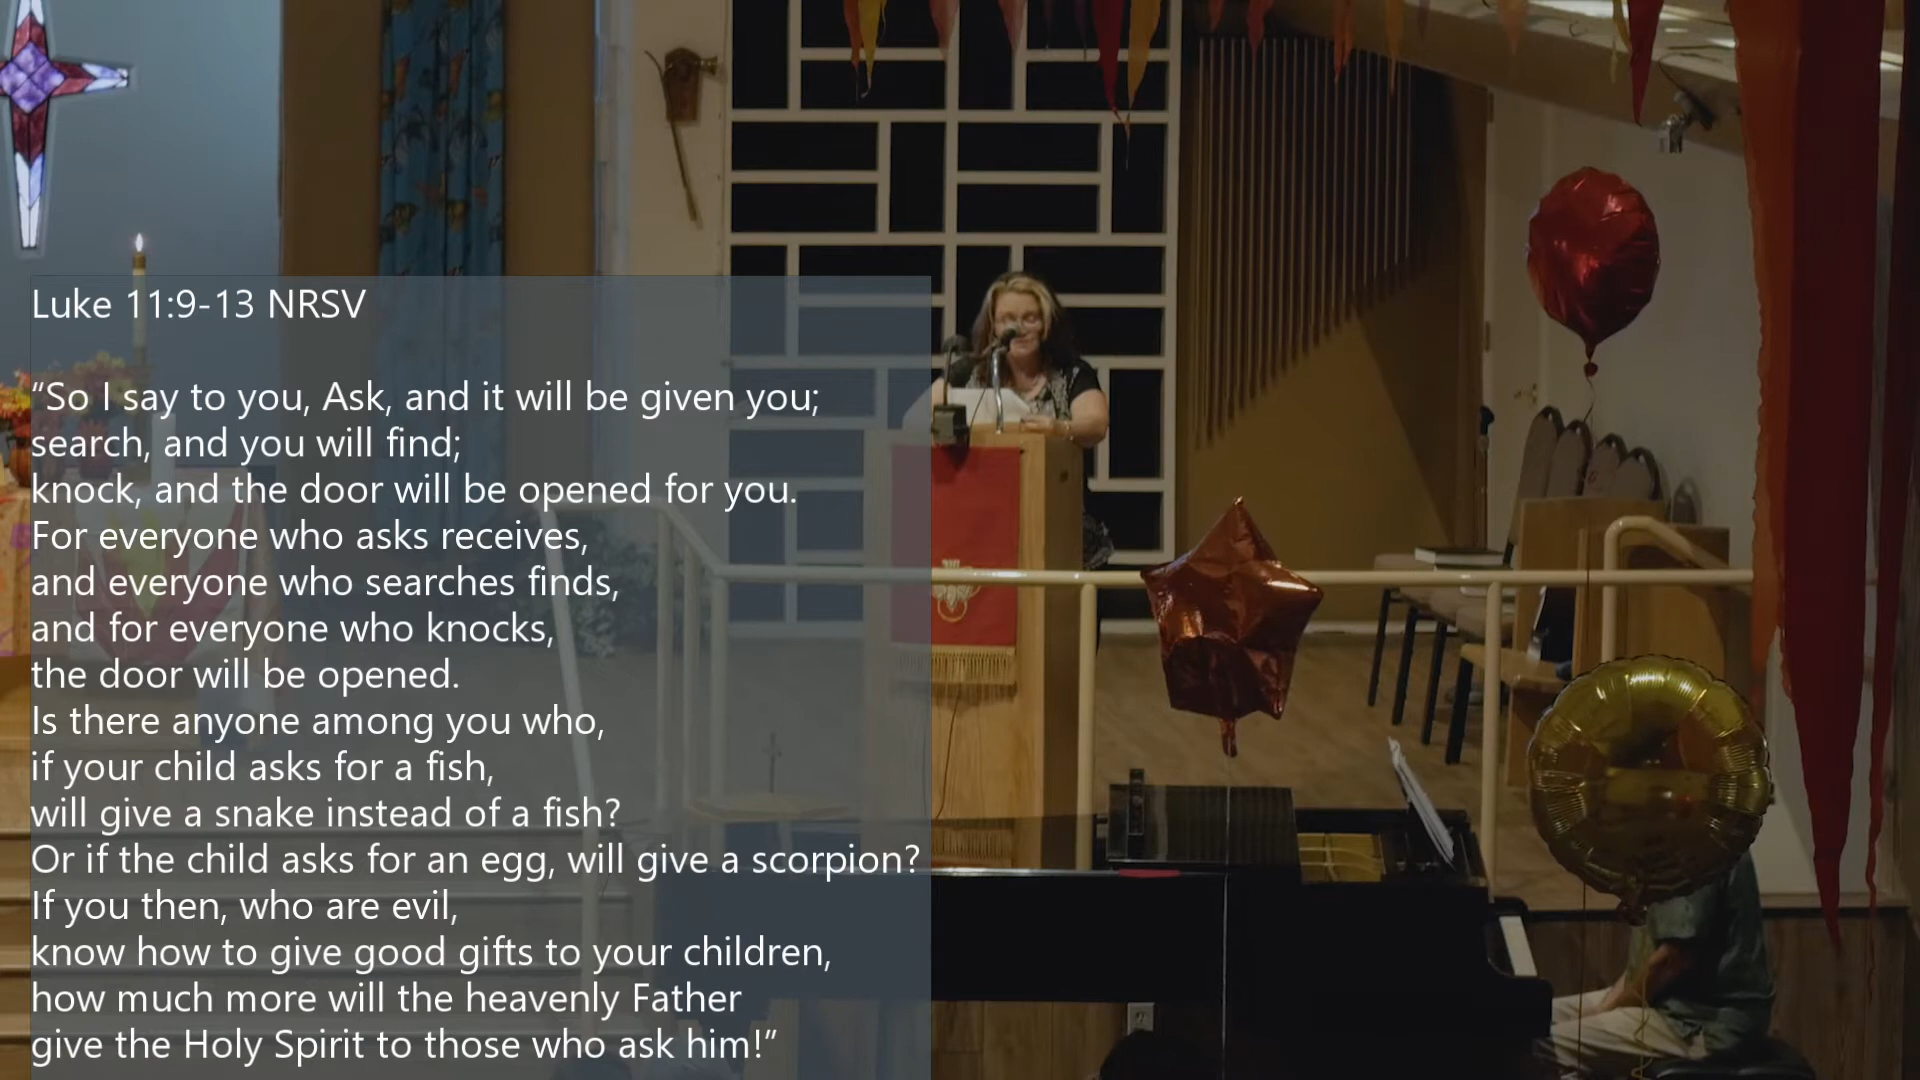 Luke 11:9-13 NRSV
“So I say to you, Ask, and it will be given you;
search, and you will find;
knock, and the door will be opened for you.
For everyone who asks receives,
and everyone who searches finds,
and for everyone who knocks,
the door will be opened.
Is there anyone among you who,
if your child asks for a fish,
will give a snake instead of a fish?
Or if the child asks for an egg, will give a scorpion?
If you then, who are evil,
know how to give good gifts to your children,
how much more will the heavenly Father
give the Holy Spirit to those who ask him!”